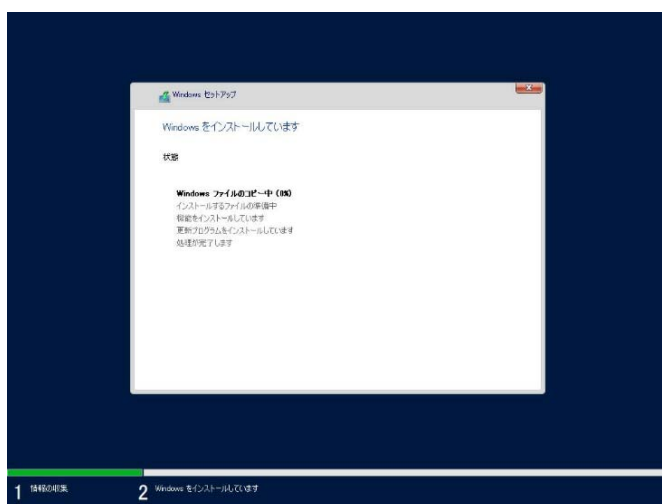 Windows セットアップ
Windows をインストールしています
状態
Windows ファイルのコピー中 (0%)
インストールするファイルの準備中
機能をインストールしています
更新プログラムをインストールしています
処理が完了します
1 情報の収集
2 Windows をインストールしています